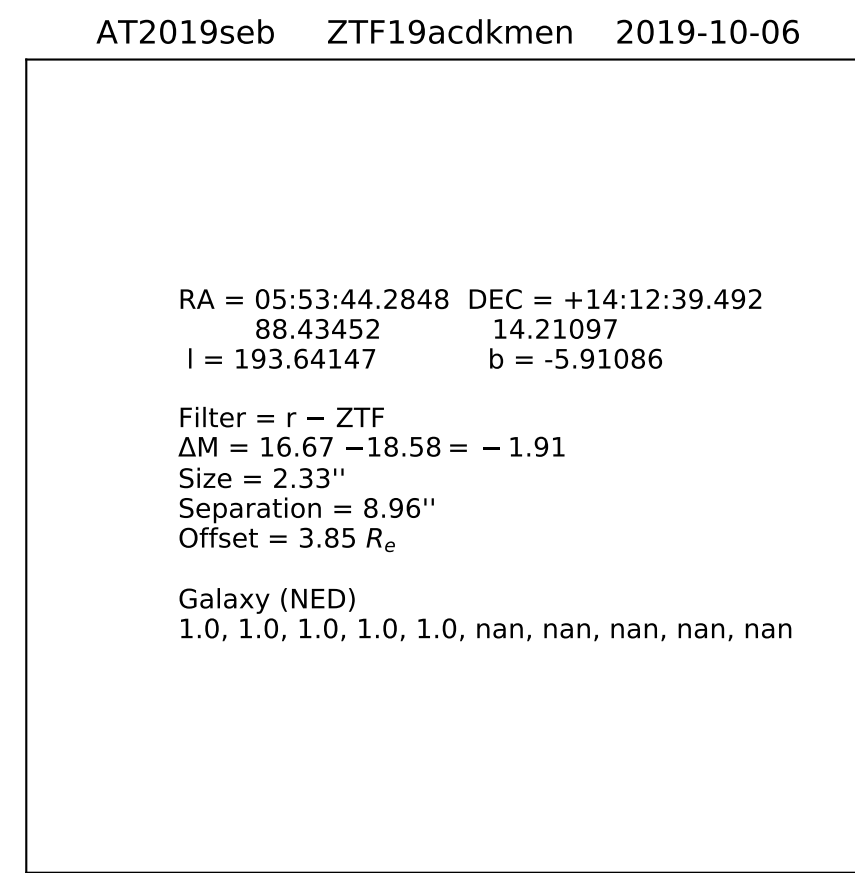 AT2019seb ZTF19acdkmen 2019-10-06
RA = 05:53:44.2848 DEC = +14:12:39.492
88.43452 14.21097
l = 193.64147 b = -5.91086
Filter = r − ZTF
ΔM = 16.67 −18.58 = − 1.91
Size = 2.33''
Separation = 8.96''
Offset = 3.85 Rₑ
Galaxy (NED)
1.0, 1.0, 1.0, 1.0, 1.0, nan, nan, nan, nan, nan